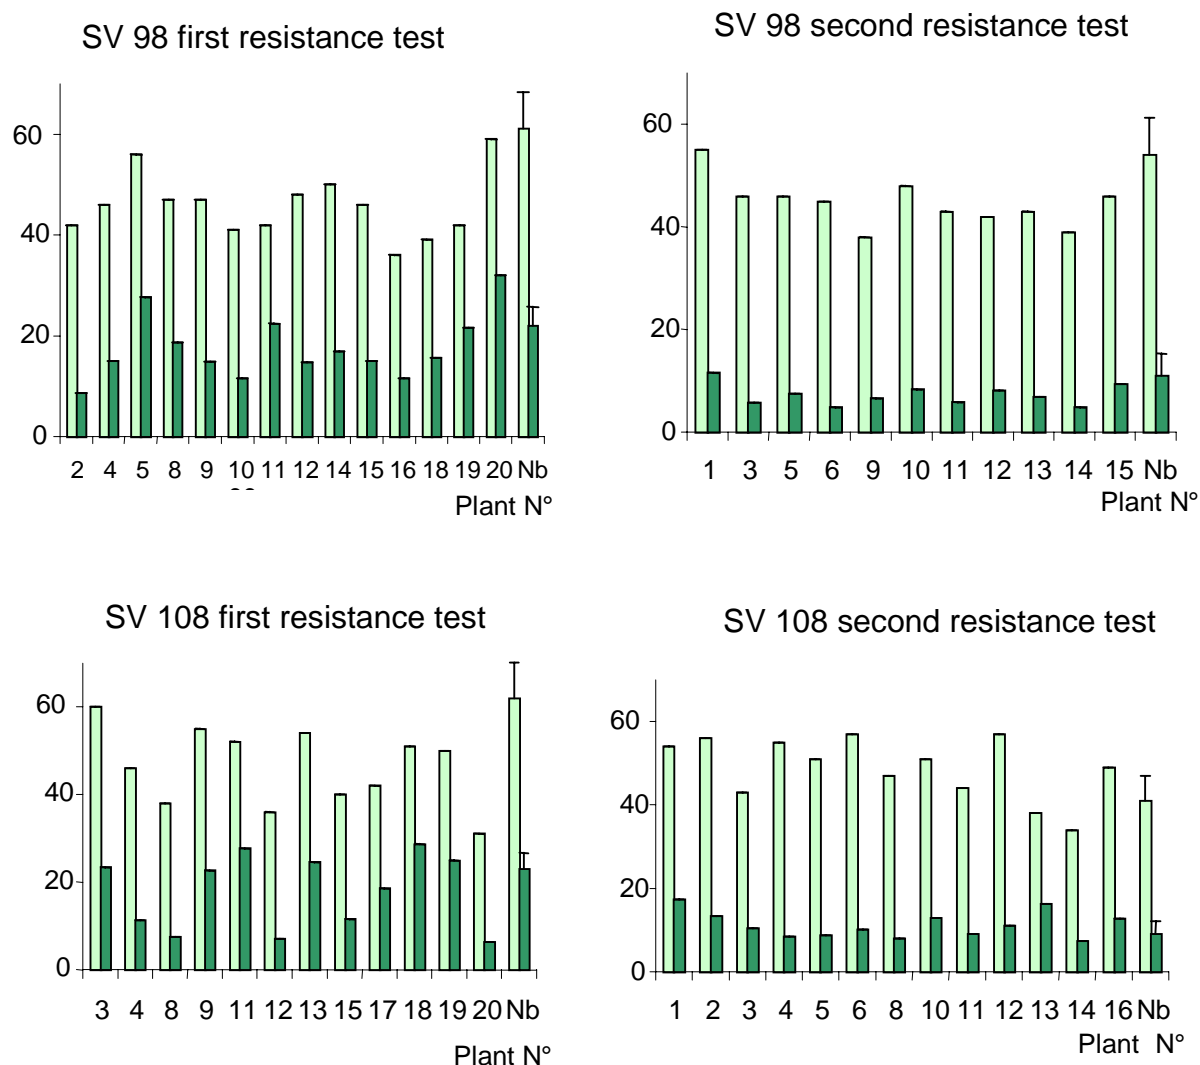 SV 98 first resistance test
60
40
20
0
2 4 5 8 9 10 11 12 14 15 16 18 19 20 Nb
Plant N°
SV 98 second resistance test
60
40
20
0
1 3 5 6 9 10 11 12 13 14 15 Nb
Plant N°
SV 108 first resistance test
60
40
20
0
3 4 8 9 11 12 13 15 17 18 19 20 Nb
Plant N°
SV 108 second resistance test
60
40
20
0
1 2 3 4 5 6 8 10 11 12 13 14 16 Nb
Plant N°